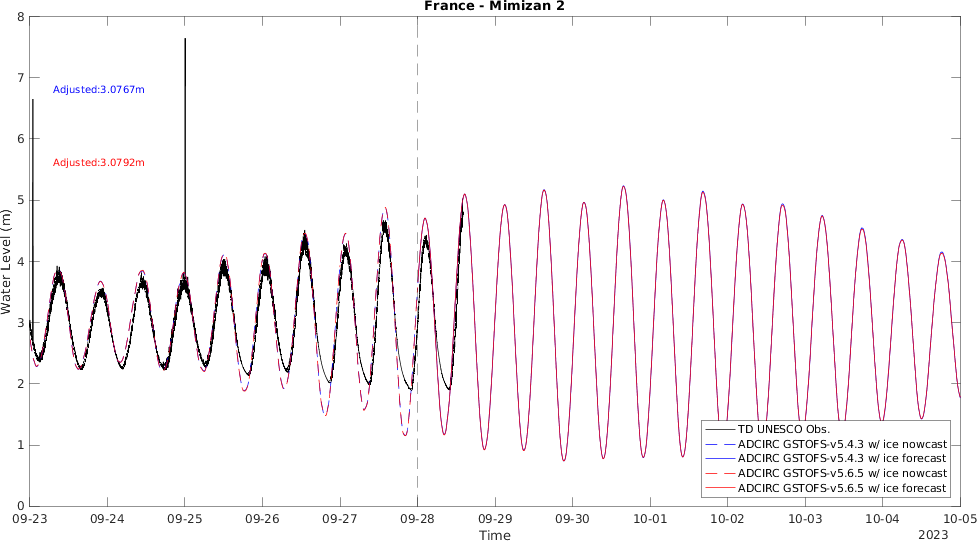 France - Mimizan 2
8
7
6
5
4
3
2
1
0
Water Level (m)
Adjusted:3.0767m
Adjusted:3.0792m
TD UNESCO Obs.
ADCIRC GSTOFS-v5.4.3 w/ ice nowcast
ADCIRC GSTOFS-v5.4.3 w/ ice forecast
ADCIRC GSTOFS-v5.6.5 w/ ice nowcast
ADCIRC GSTOFS-v5.6.5 w/ ice forecast
09-23 09-24 09-25 09-26 09-27 09-28 09-29 09-30 10-01 10-02 10-03 10-04 10-05
Time
2023